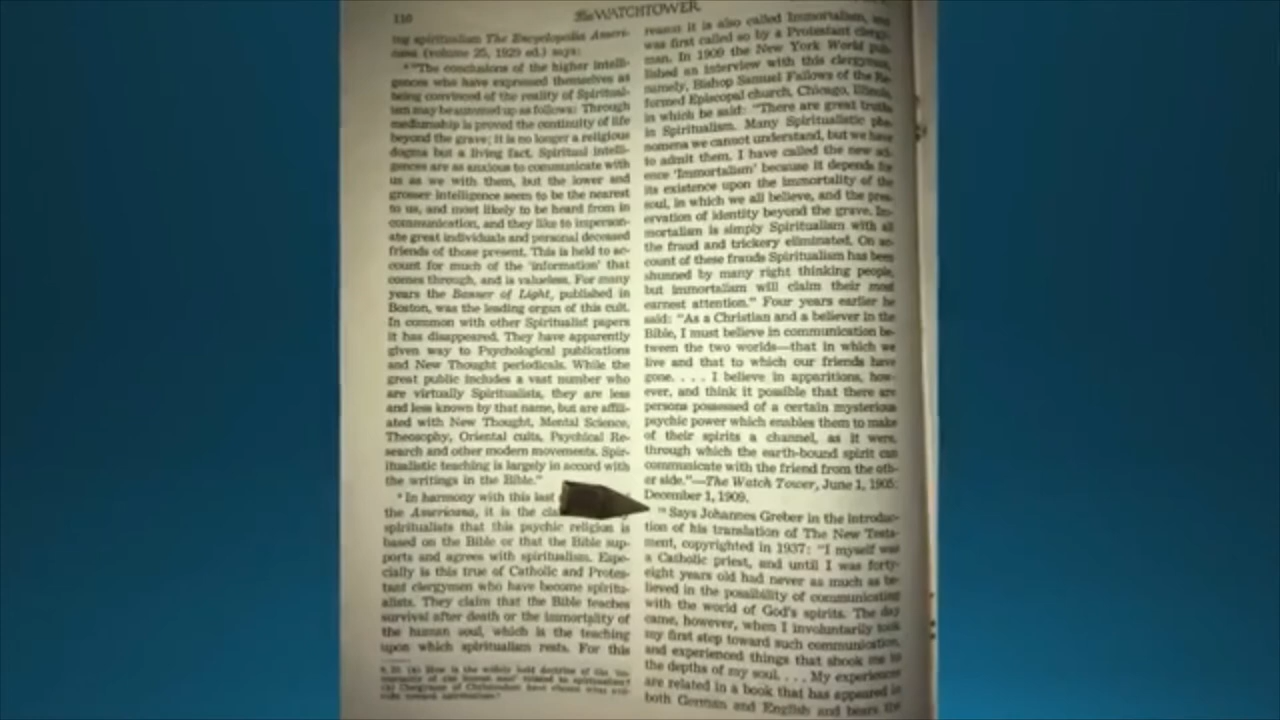 110
The WATCHTOWER.
ing spiritualism The Encyclopedia Ameri-
cana (volume 25, 1929 ed.) says:
"The conclusions of the higher intelli-
gences who have expressed themselves as
being convinced of the reality of Spiritual-
ism may be summed up as follows: Through
mediumship is proved the continuity of life
beyond the grave; it is no longer a religious
dogma but a living fact. Spiritual intelli-
gences are as anxious to communicate with
us as we with them, but the lower and
grosser intelligence seem to be the nearest
to us, and most likely to be heard from in
communication, and they like to imperson-
ate great individuals and personal deceased
friends of those present. This is held to ac-
count for much of the 'information' that
comes through, and is valueless. For many
years the Banner of Light, published in
Boston, was the leading organ of this cult.
In common with other Spiritualist papers
it has disappeared. They have apparently
given way to Psychological publications
and New Thought periodicals. While the
great public includes a vast number who
are virtually Spiritualists, they are less
and less known by that name, but are affili-
ated with New Thought, Mental Science,
Theosophy, Oriental cults, Psychical Re-
search and other modern movements. Spir-
itualistic teaching is largely in accord with
the writings in the Bible."
In harmony with this last
the Americana, it is the
spiritualists that this psychic religion is
based on the Bible or that the Bible sup-
ports and agrees with spiritualism. Espe-
cially is this true of Catholic and Protes-
tant clergymen who have become spiritu-
alists. They claim that the Bible teaches
survival after death or the immortality of
the human soul, which is the teaching
upon which spiritualism rests. For this
reason it is also called Immortalism, and
was first called so by a Protestant clergy-
man. In 1909 the New York World pub-
lished an interview with this clergyman,
namely, Bishop Samuel Fallows of the Re-
formed Episcopal church, Chicago, Illinois,
in which he said: "There are great truths
in Spiritualism. Many Spiritualistic phe-
nomena we cannot understand, but we have
to admit them. I have called the new sci-
ence 'Immortalism' because it depends for
its existence upon the immortality of the
soul, in which we all believe, and the pres-
ervation of identity beyond the grave. Im-
mortalism is simply Spiritualism with all
the fraud and trickery eliminated. On ac-
count of these frauds Spiritualism has been
shunned by many right thinking people,
but immortalism will claim their most
earnest attention." Four years earlier he
said: "As a Christian and a believer in the
Bible, I must believe in communication be-
tween the two worlds—that in which we
live and that to which our friends have
gone. . . . I believe in apparitions, how-
ever, and think it possible that there are
persons possessed of a certain mysterious
psychic power which enables them to make
of their spirits a channel, as it were,
through which the earth-bound spirit can
communicate with the friend from the oth-
er side."—The Watch Tower, June 1, 1905;
December 1, 1909.
Says Johannes Greber in the introduc-
tion of his translation of The New Testa-
ment, copyrighted in 1937: "I myself was
a Catholic priest, and until I was forty-
eight years old had never as much as be-
lieved in the possibility of communicating
with the world of God's spirits. The day
came, however, when I involuntarily took
my first step toward such communication,
and experienced things that shook me to
the depths of my soul. . . . My experiences
are related in a book that has appeared in
both German and English and bears the